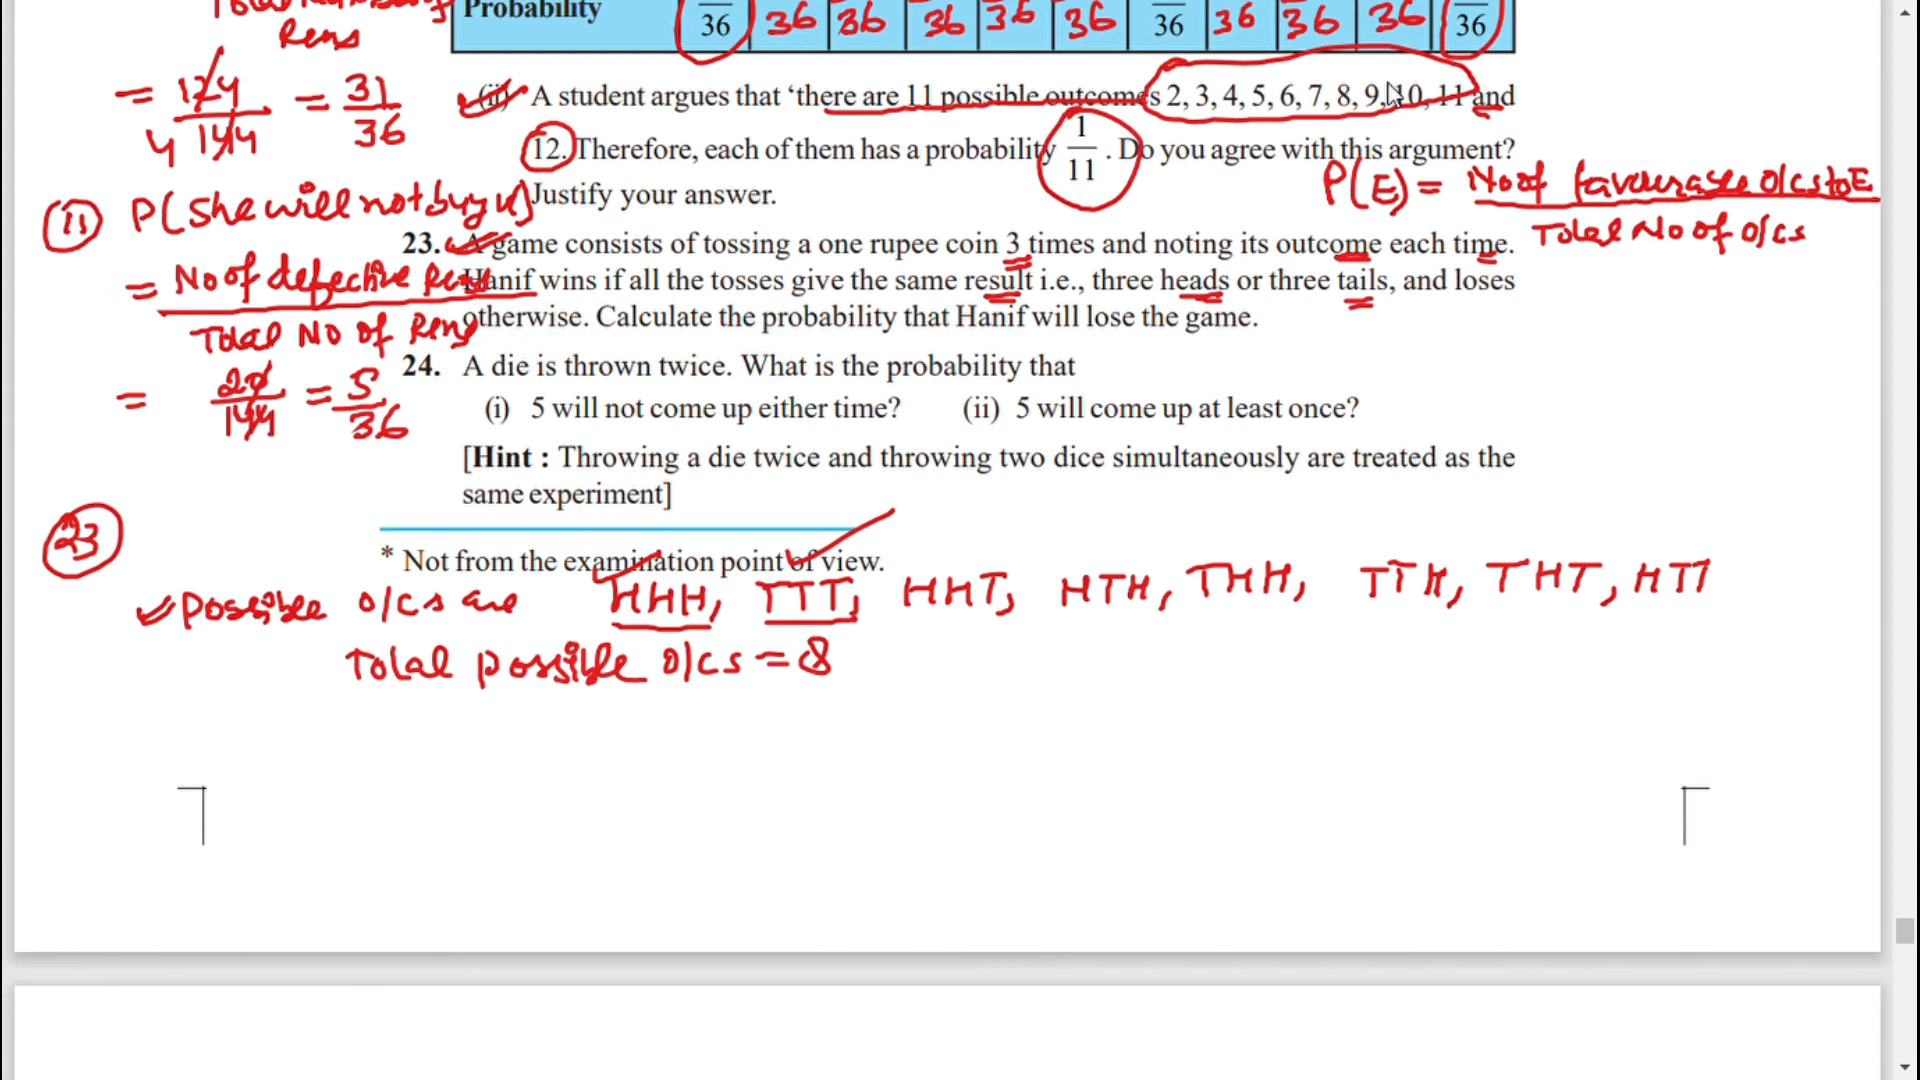 Rens
Probability 36 36 36 36 36 36 36 36 36 36 36
= 124/144 = 31/36
4
(ii) A student argues that ‘there are 11 possible outcomes 2, 3, 4, 5, 6, 7, 8, 9, 10, 11 and
12. Therefore, each of them has a probability 1/11 . Do you agree with this argument?
Justify your answer.
P(E) = No of favourable o/cs to E
Total No of o/cs
(11) P(She will not buy it)
= No of defective Pens
Total No of Pens
= 20/144 = 5/36
23. A game consists of tossing a one rupee coin 3 times and noting its outcome each time.
Hanif wins if all the tosses give the same result i.e., three heads or three tails, and loses
otherwise. Calculate the probability that Hanif will lose the game.
24. A die is thrown twice. What is the probability that
(i) 5 will not come up either time? (ii) 5 will come up at least once?
[Hint : Throwing a die twice and throwing two dice simultaneously are treated as the
same experiment]
* Not from the examination point of view.
23
Possible o/cs are HHH, TTT, HHT, HTH, THH, TTH, THT, HTT
Total possible o/cs = 8